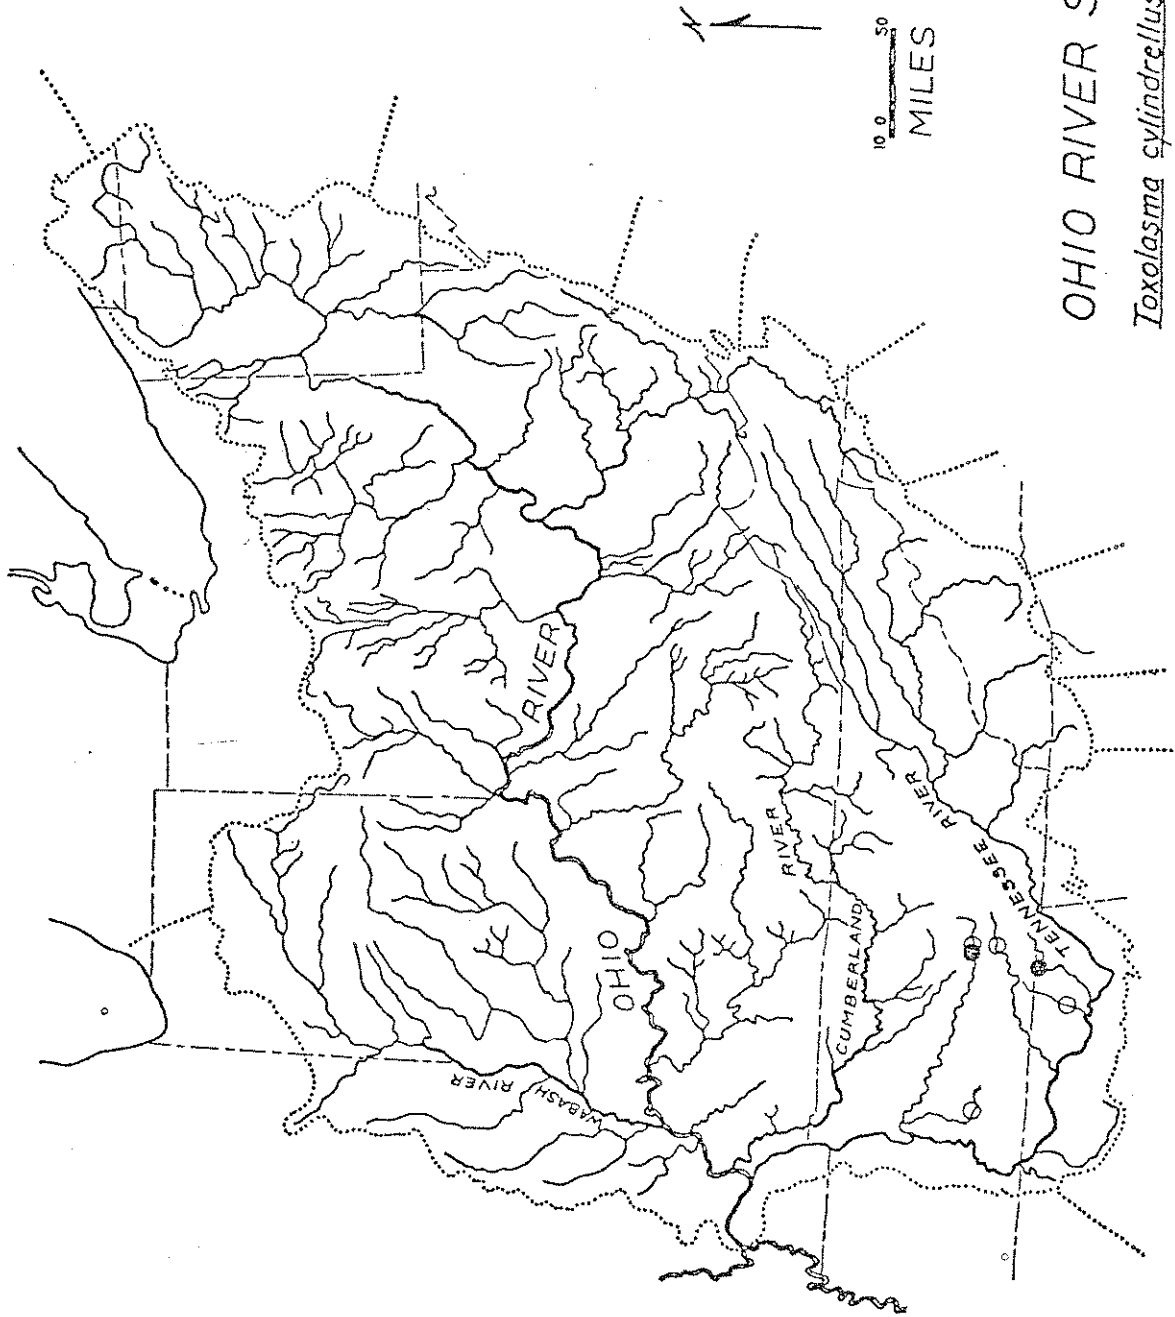 N
10 0 50
MILES
OHIO RIVER S
Toxolasma cylindrellus
OHIO
RIVER
WABASH
RIVER
CUMBERLAND
RIVER
TENNESSEE
RIVER